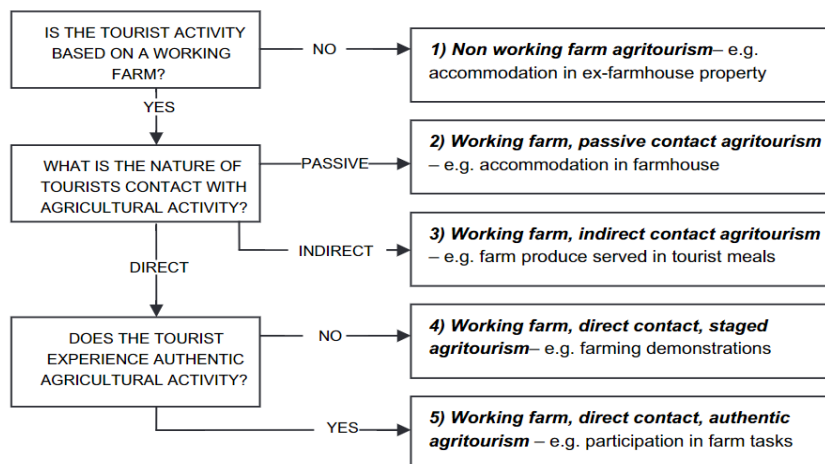 IS THE TOURIST ACTIVITY
BASED ON A WORKING
FARM?
NO
1) Non working farm agritourism– e.g.
accommodation in ex-farmhouse property
YES
WHAT IS THE NATURE OF
TOURISTS CONTACT WITH
AGRICULTURAL ACTIVITY?
PASSIVE
2) Working farm, passive contact agritourism
– e.g. accommodation in farmhouse
INDIRECT
3) Working farm, indirect contact agritourism
– e.g. farm produce served in tourist meals
DIRECT
DOES THE TOURIST
EXPERIENCE AUTHENTIC
AGRICULTURAL ACTIVITY?
NO
4) Working farm, direct contact, staged
agritourism– e.g. farming demonstrations
YES
5) Working farm, direct contact, authentic
agritourism – e.g. participation in farm tasks